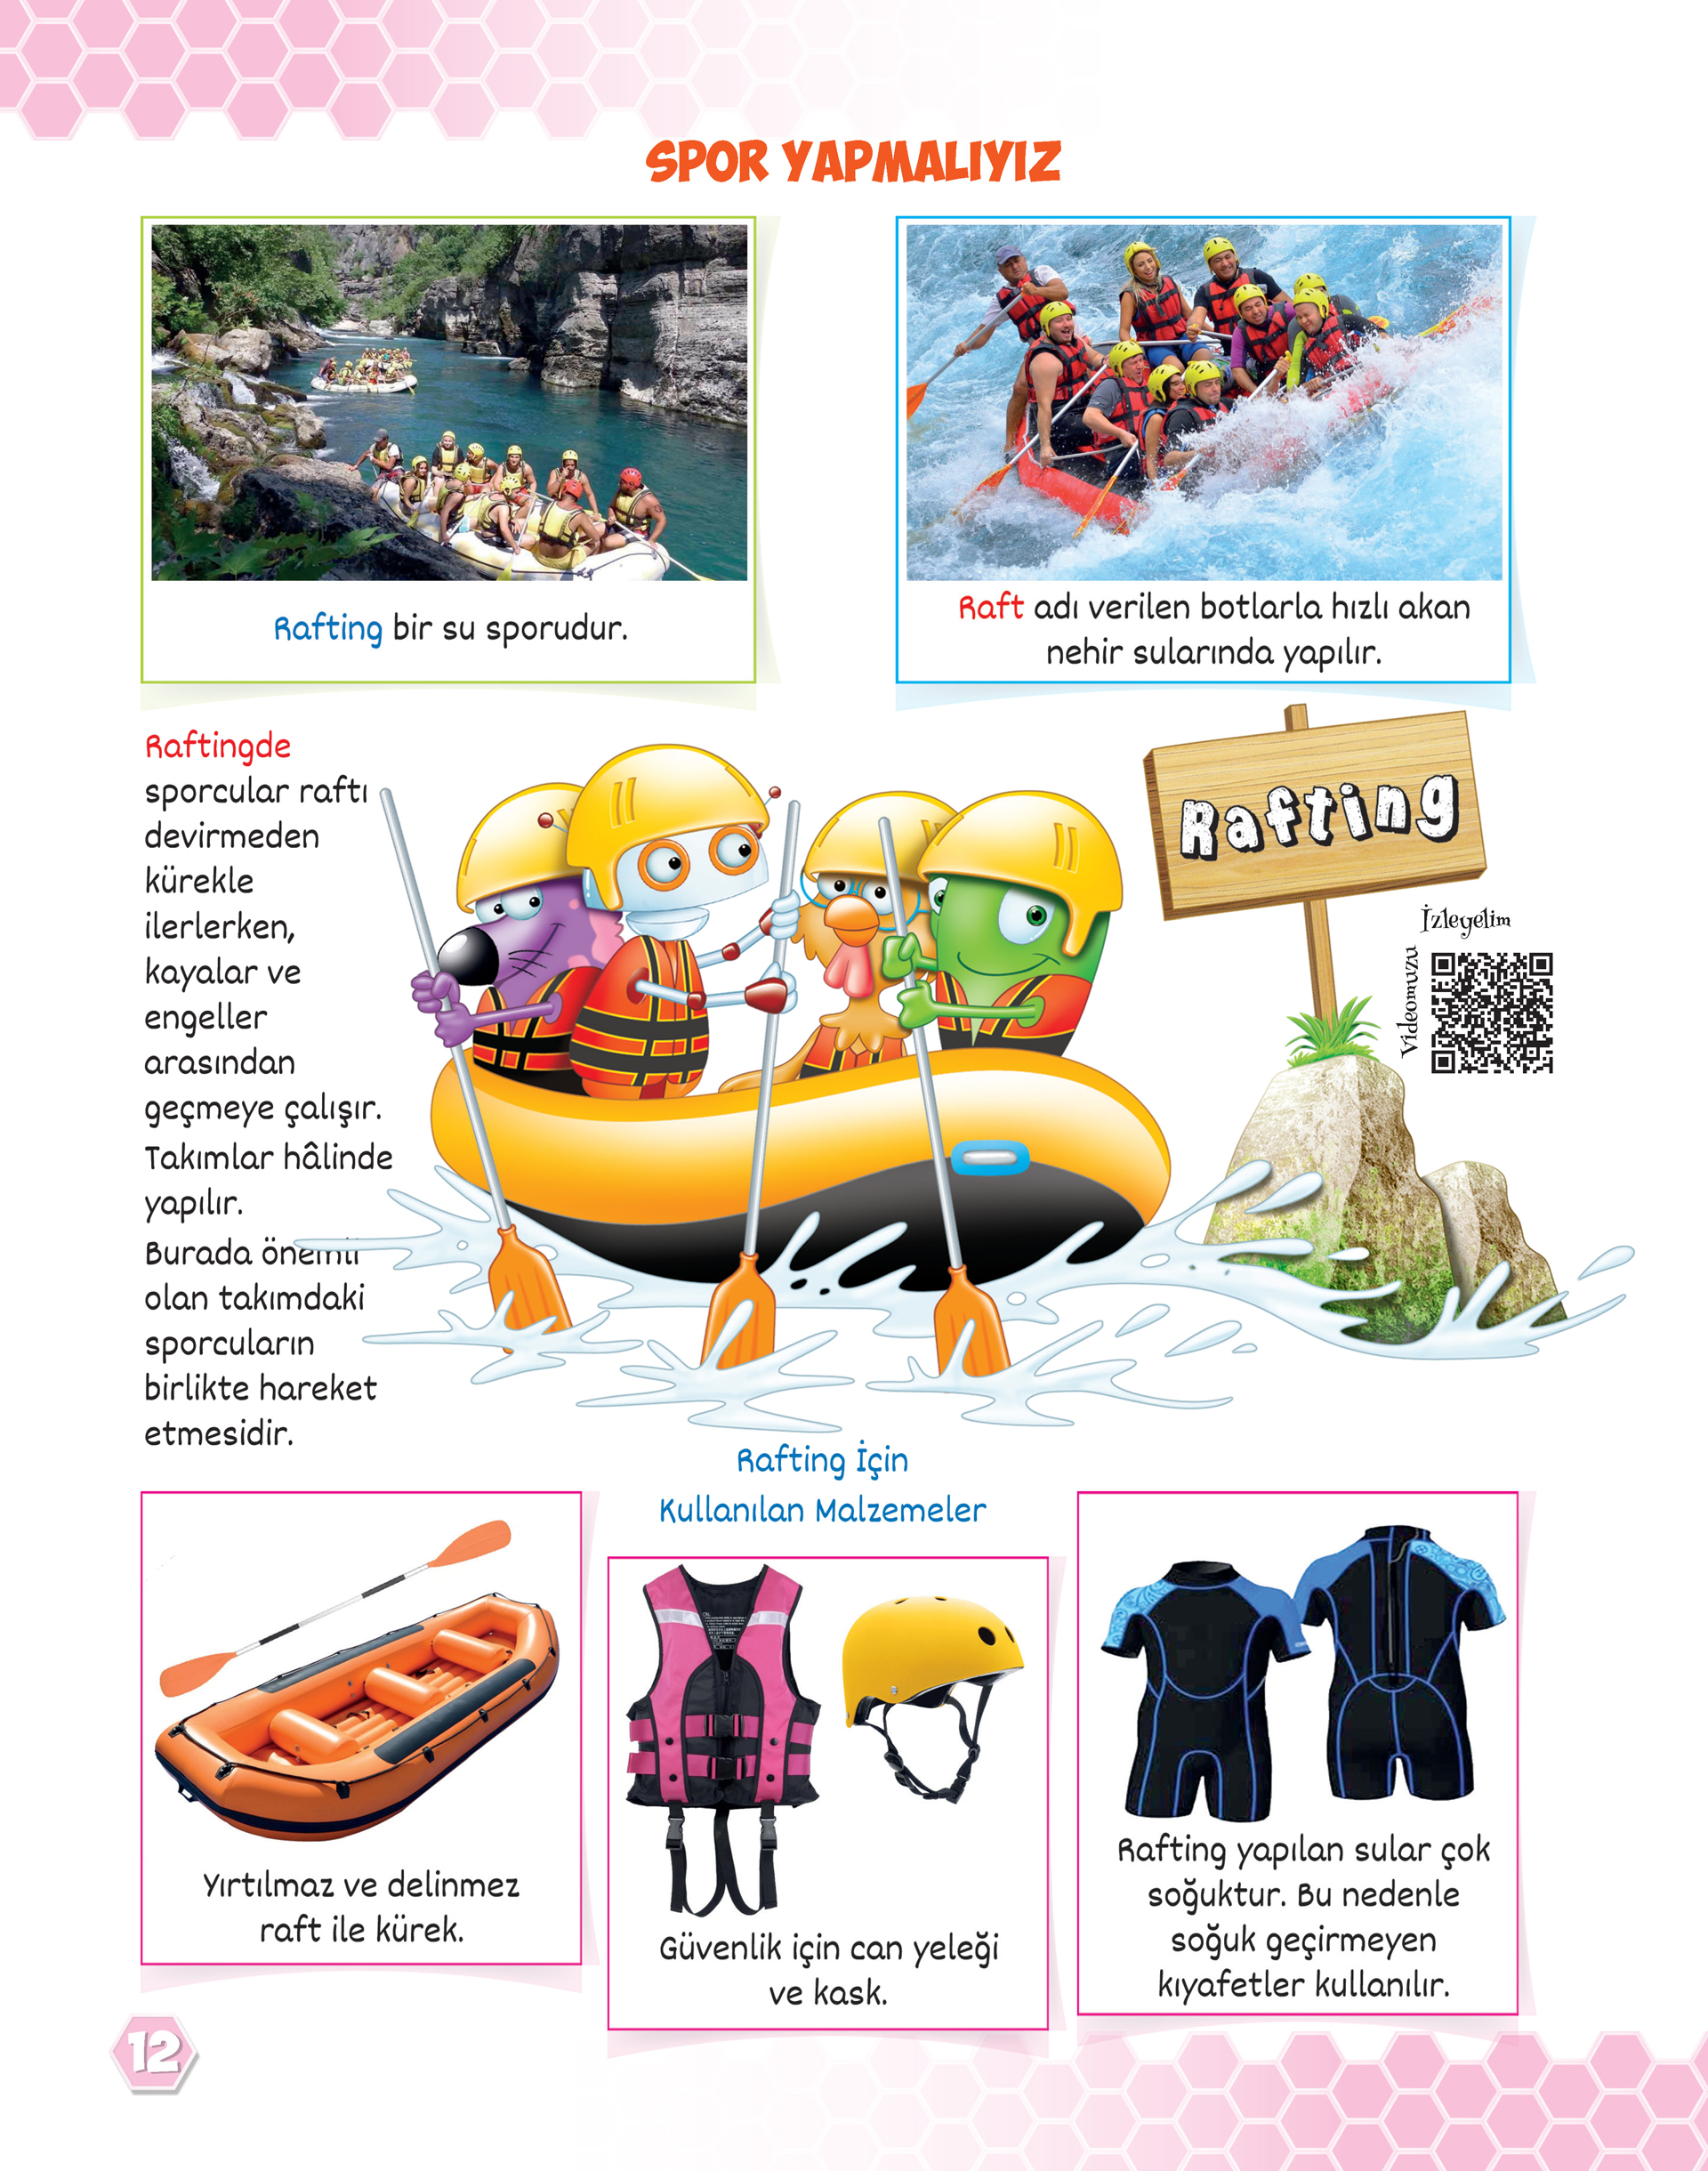 SPOR YAPMALIYIZ
Rafting bir su sporudur.
Raft adı verilen botlarla hızlı akan
nehir sularında yapılır.
Raftingde
sporcular raftı
devirmeden
kürekle
ilerlerken,
kayalar ve
engeller
arasından
geçmeye çalışır.
Takımlar hâlinde
yapılır.
Burada önemli
olan takımdaki
sporcuların
birlikte hareket
etmesidir.
Rafting
İzleyelim
Videomuzu
Rafting İçin
Kullanılan Malzemeler
Yırtılmaz ve delinmez
raft ile kürek.
Güvenlik için can yeleği
ve kask.
Rafting yapılan sular çok
soğuktur. Bu nedenle
soğuk geçirmeyen
kıyafetler kullanılır.
12